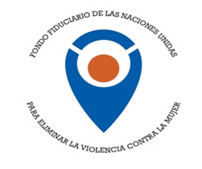 FONDO FIDUCIARIO DE LAS NACIONES UNIDAS
PARA ELIMINAR LA VIOLENCIA CONTRA LA MUJER